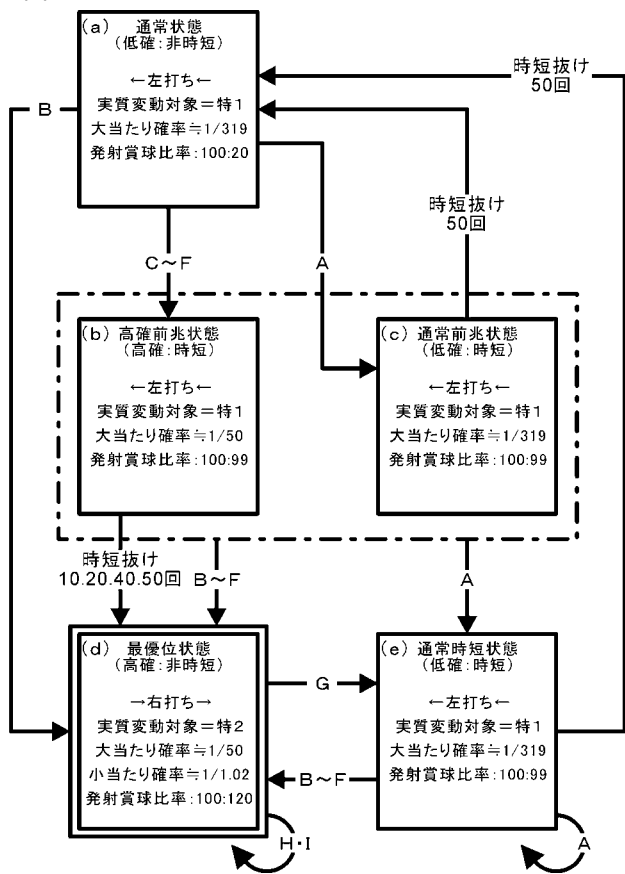 (a) 通常状態
(低確:非時短)
←左打ち←
実質変動対象=特1
大当たり確率≒1/319
発射賞球比率:100:20
時短抜け
50回
B
時短抜け
50回
C～F
A
(b) 高確前兆状態
(高確:時短)
←左打ち←
実質変動対象=特1
大当たり確率≒1/50
発射賞球比率:100:99
(c) 通常前兆状態
(低確:時短)
←左打ち←
実質変動対象=特1
大当たり確率≒1/319
発射賞球比率:100:99
時短抜け
10.20.40.50回
B～F
A
(d) 最優位状態
(高確:非時短)
→右打ち→
実質変動対象=特2
大当たり確率≒1/50
小当たり確率≒1/1.02
発射賞球比率:100:120
G
(e) 通常時短状態
(低確:時短)
←左打ち←
実質変動対象=特1
大当たり確率≒1/319
発射賞球比率:100:99
B～F
H・I
A